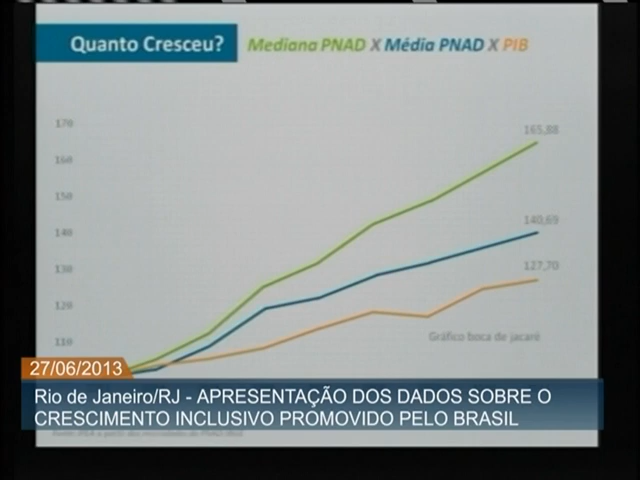 Quanto Cresceu?
Mediana PNAD X Média PNAD X PIB
170
160
150
140
130
120
110
165,88
140,69
127,70
Gráfico boca de jacaré
27/06/2013
Rio de Janeiro/RJ - APRESENTAÇÃO DOS DADOS SOBRE O
CRESCIMENTO INCLUSIVO PROMOVIDO PELO BRASIL